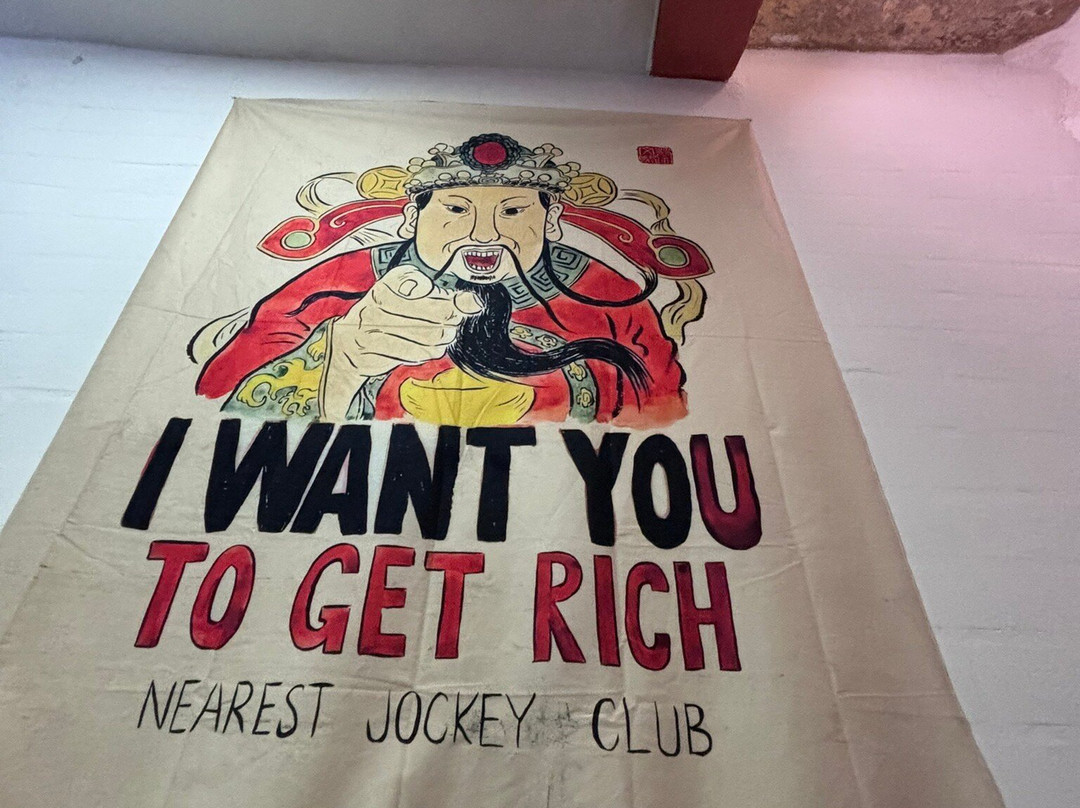 I WANT YOU
TO GET RICH
NEAREST JOCKEY CLUB